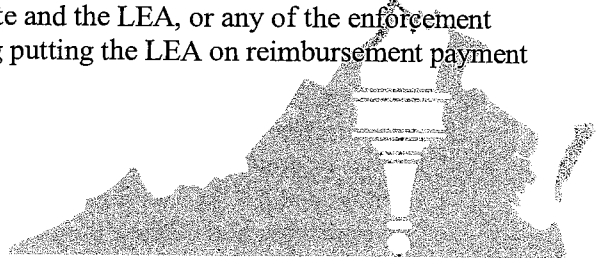 te and the LEA, or any of the enforcement
g putting the LEA on reimbursement payment